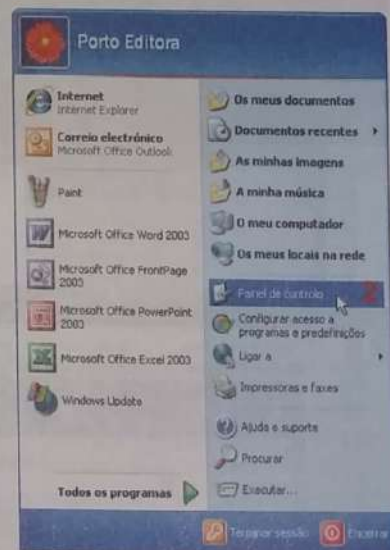 Porto Editora
Internet
Internet Explorer
Correio electrónico
Microsoft Office Outlook
Paint
Microsoft Office Word 2003
Microsoft Office FrontPage
2003
Microsoft Office PowerPoint
2003
Microsoft Office Excel 2003
Windows Update
Todos os programas
Os meus documentos
Documentos recentes
As minhas imagens
A minha música
O meu computador
Os meus locais na rede
Painel de controlo 2
Configurar acesso a
programas e predefinições
Ligar a
Impressoras e faxes
Ajuda e suporte
Procurar
Executar...
Terminar sessão
Encerrar